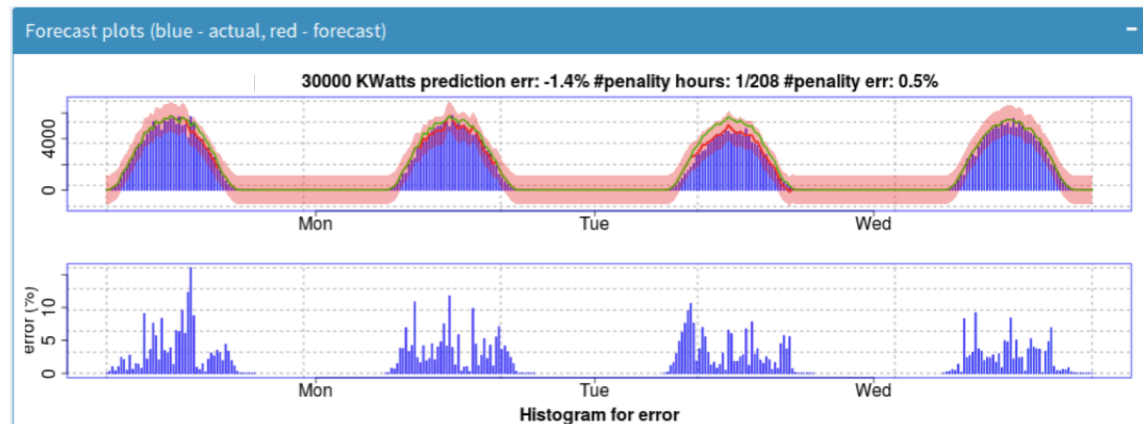 Forecast plots (blue - actual, red - forecast)
30000 KWatts prediction err: -1.4% #penality hours: 1/208 #penality err: 0.5%
4000
0
Mon Tue Wed
error (%)
10
5
0
Mon Tue Wed
Histogram for error